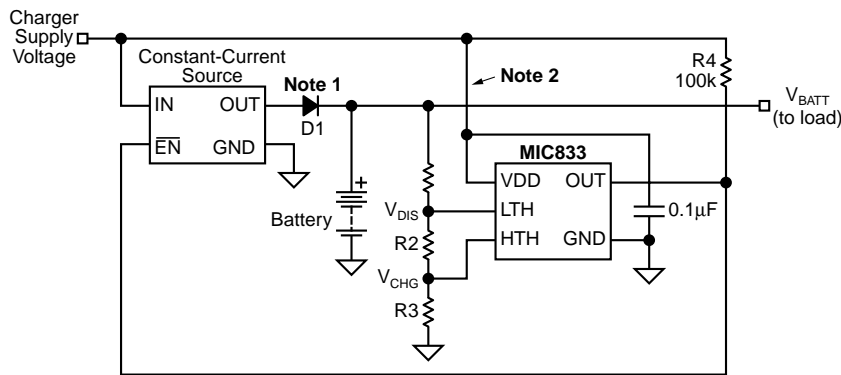 Charger
Supply
Voltage
Constant-Current
Source
Note 1
Note 2
R4
100k
IN
OUT
D1
VBATT
(to load)
EN
GND
MIC833
VDD
OUT
+
Battery
VDIS
LTH
0.1µF
R2
HTH
GND
VCHG
R3